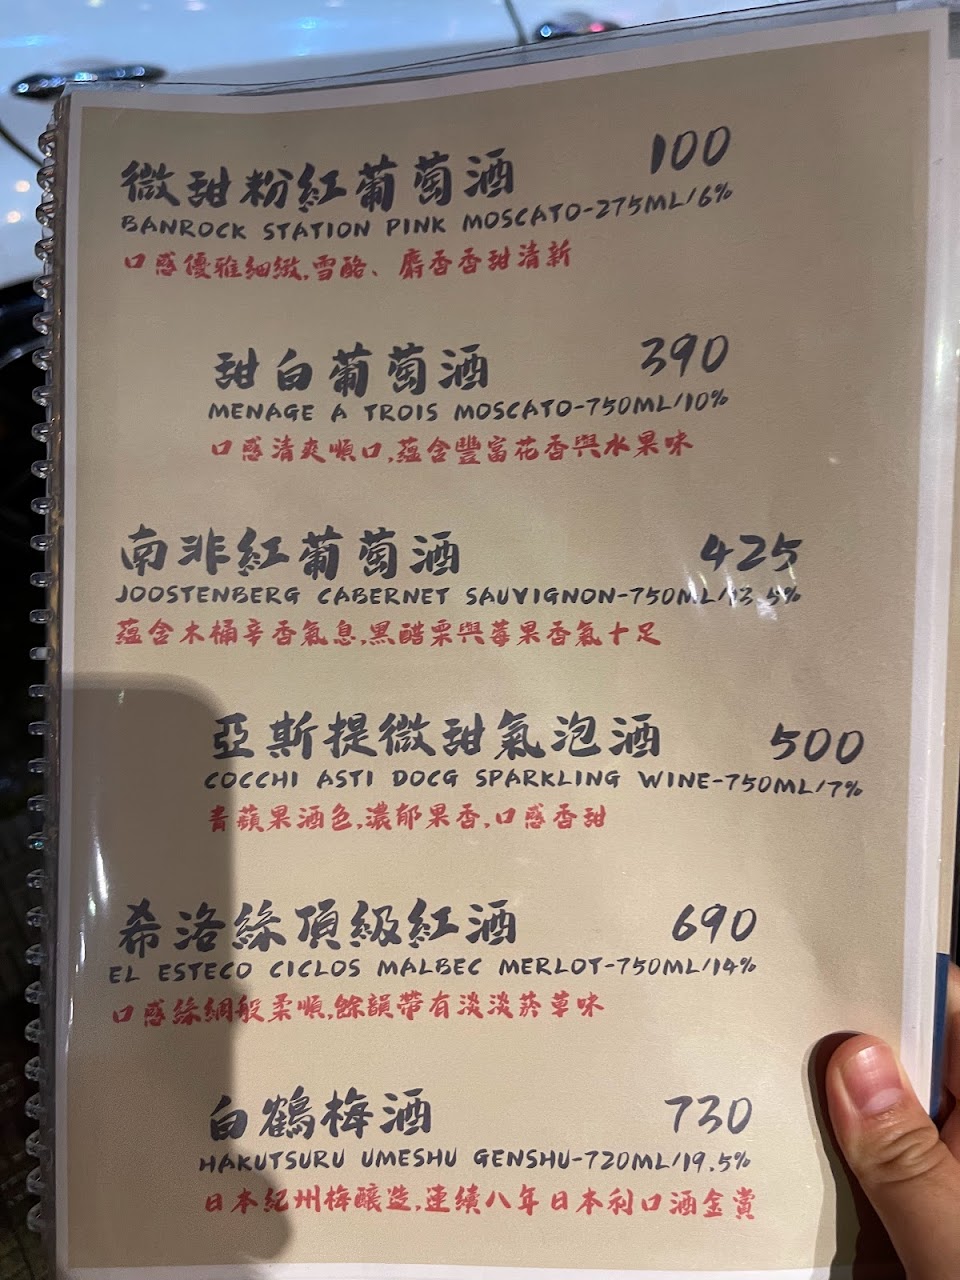 微甜粉紅葡萄酒 100
BANROCK STATION PINK MOSCATO-275ML/6%
口感優雅細緻,雪酪、麝香香甜清新
甜白葡萄酒 390
MENAGE A TROIS MOSCATO-750ML/10%
口感清爽順口,蘊含豐富花香與水果味
南非紅葡萄酒 425
JOOSTENBERG CABERNET SAUVIGNON-750ML/13.5%
蘊含木桶辛香氣息,黑醋栗與莓果香氣十足
亞斯提微甜氣泡酒 500
COCCHI ASTI DOCG SPARKLING WINE-750ML/7%
青蘋果酒色,濃郁果香,口感香甜
希洛絲頂級紅酒 690
EL ESTECO CICLOS MALBEC MERLOT-750ML/14%
口感絲綢般柔順,餘韻帶有淡淡菸草味
白鶴梅酒 730
HAKUTSURU UMESHU GENSHU-720ML/19.5%
日本紀州梅釀造,連續八年日本利口酒金賞